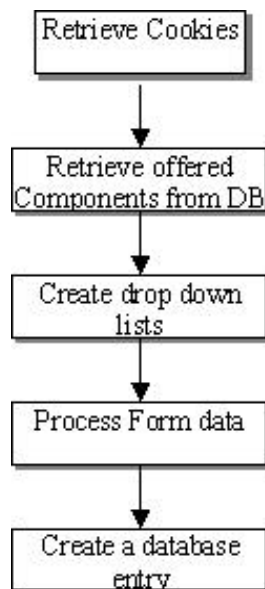 Retrieve Cookies
Retrieve offered
Components from DB
Create drop down
lists
Process Form data
Create a database
entry